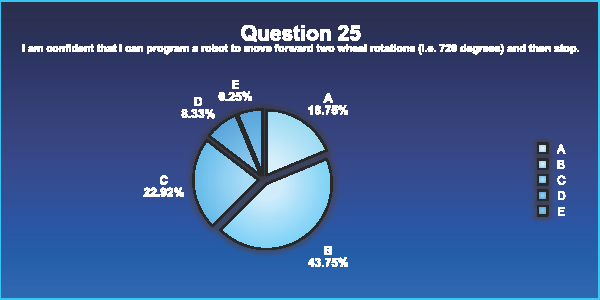 Question 25
I am confident that I can program a robot to move forward two wheel rotations (i.e. 720 degrees) and then stop.
E
6.25%
D
8.33%
A
18.75%
C
22.92%
B
43.75%
A
B
C
D
E